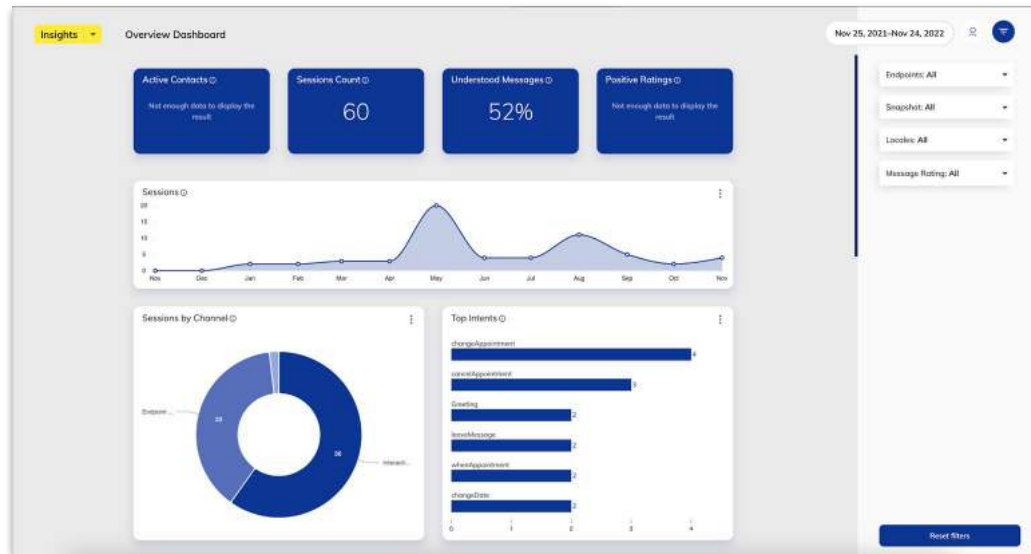 Insights
Overview Dashboard
Nov 25, 2021–Nov 24, 2022
Active Contacts
Not enough data to display the
result
Sessions Count
60
Understood Messages
52%
Positive Ratings
Not enough data to display the
result
Endpoints: All
Snapshot: All
Locales: All
Message Rating: All
Sessions
20
15
10
5
0
Nov Dec Jan Feb Mar Apr May Jun Jul Aug Sep Oct Nov
Sessions by Channel
Endpoint ...
23
36
Interacti...
Top Intents
changeAppointment
4
cancelAppointment
3
Greeting
2
leaveMessage
2
whenAppointment
2
changeDate
2
0 1 2 3 4
Reset filters